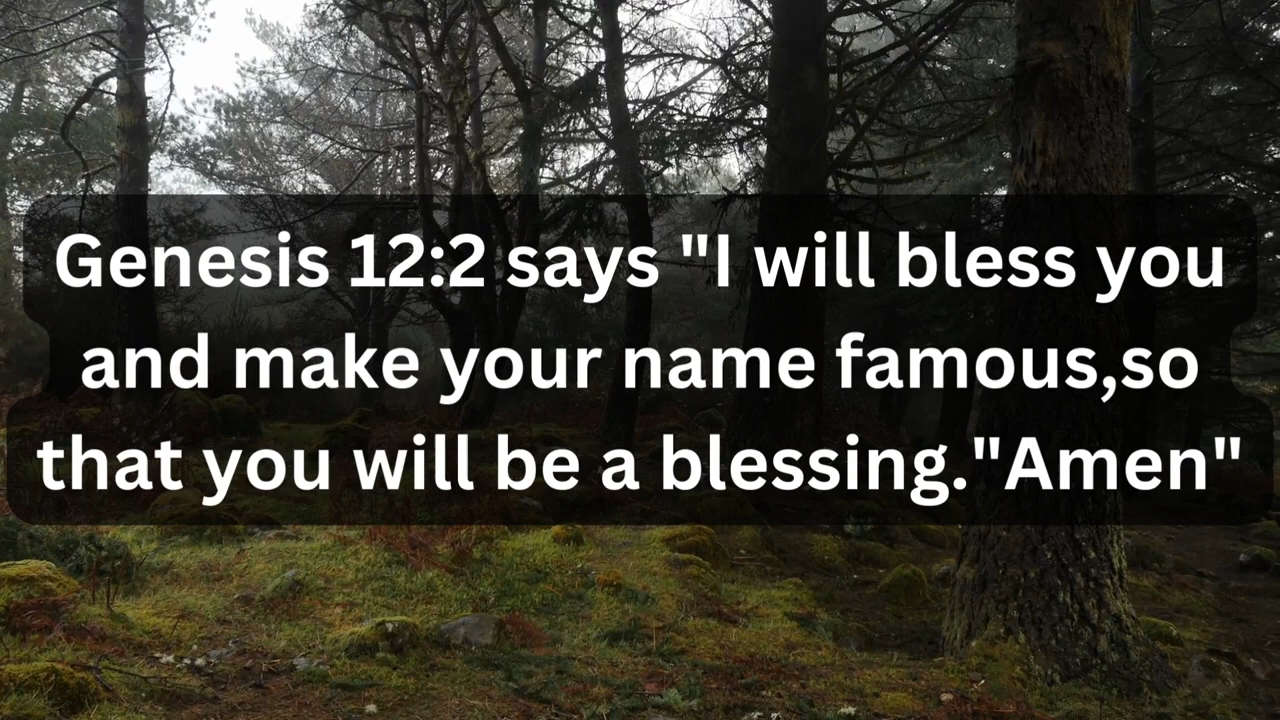 Genesis 12:2 says "I will bless you
and make your name famous,so
that you will be a blessing."Amen"